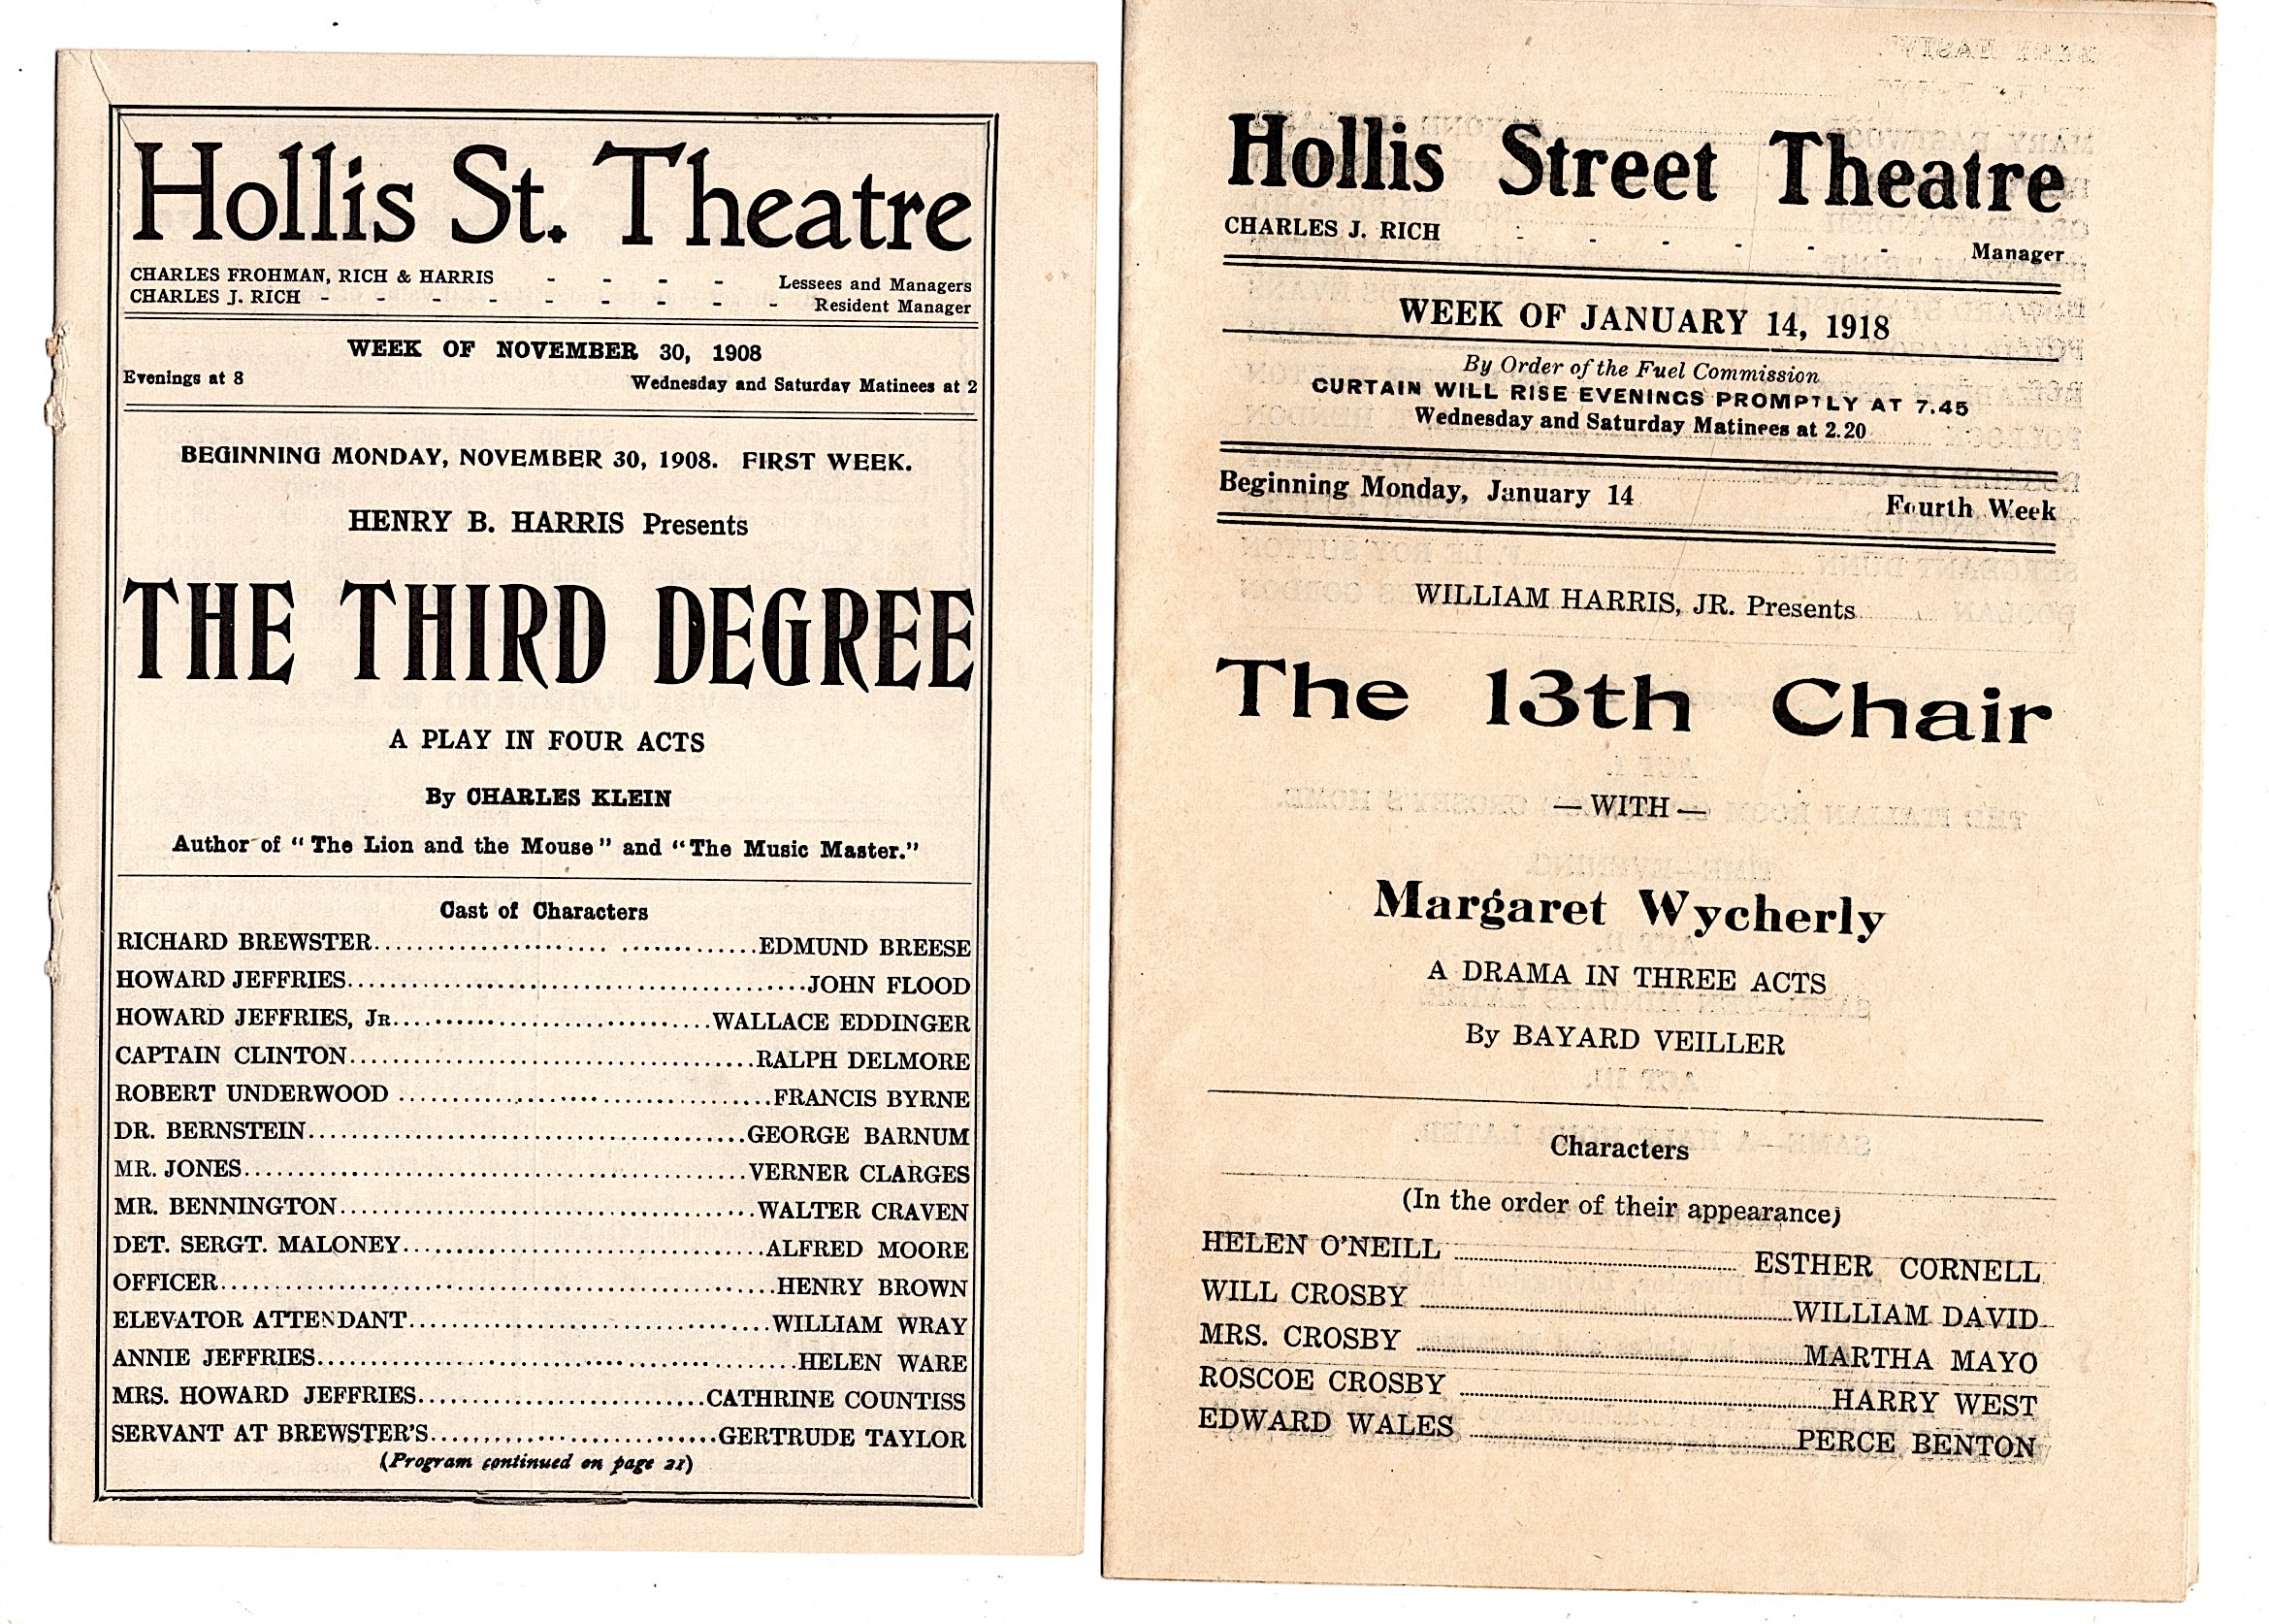 Hollis St. Theatre
CHARLES FROHMAN, RICH & HARRIS - - - - Lessees and Managers
CHARLES J. RICH - - - - - - - - - Resident Manager
WEEK OF NOVEMBER 30, 1908
Evenings at 8 Wednesday and Saturday Matinees at 2
BEGINNING MONDAY, NOVEMBER 30, 1908. FIRST WEEK.
HENRY B. HARRIS Presents
THE THIRD DEGREE
A PLAY IN FOUR ACTS
By CHARLES KLEIN
Author of "The Lion and the Mouse" and "The Music Master."
Cast of Characters
RICHARD BREWSTER....................EDMUND BREESE
HOWARD JEFFRIES....................JOHN FLOOD
HOWARD JEFFRIES, JR....................WALLACE EDDINGER
CAPTAIN CLINTON....................RALPH DELMORE
ROBERT UNDERWOOD ....................FRANCIS BYRNE
DR. BERNSTEIN....................GEORGE BARNUM
MR. JONES....................VERNER CLARGES
MR. BENNINGTON....................WALTER CRAVEN
DET. SERGT. MALONEY....................ALFRED MOORE
OFFICER....................HENRY BROWN
ELEVATOR ATTENDANT....................WILLIAM WRAY
ANNIE JEFFRIES....................HELEN WARE
MRS. HOWARD JEFFRIES....................CATHRINE COUNTISS
SERVANT AT BREWSTER'S....................GERTRUDE TAYLOR
(Program continued on page 21)
Hollis Street Theatre
CHARLES J. RICH - - - - - - Manager
WEEK OF JANUARY 14, 1918
By Order of the Fuel Commission
CURTAIN WILL RISE EVENINGS PROMPTLY AT 7.45
Wednesday and Saturday Matinees at 2.20
Beginning Monday, January 14 Fourth Week
WILLIAM HARRIS, JR. Presents
The 13th Chair
— WITH —
Margaret Wycherly
A DRAMA IN THREE ACTS
By BAYARD VEILLER
Characters
(In the order of their appearance)
HELEN O'NEILL ....................ESTHER CORNELL
WILL CROSBY ....................WILLIAM DAVID
MRS. CROSBY ....................MARTHA MAYO
ROSCOE CROSBY ....................HARRY WEST
EDWARD WALES ....................PERCE BENTON